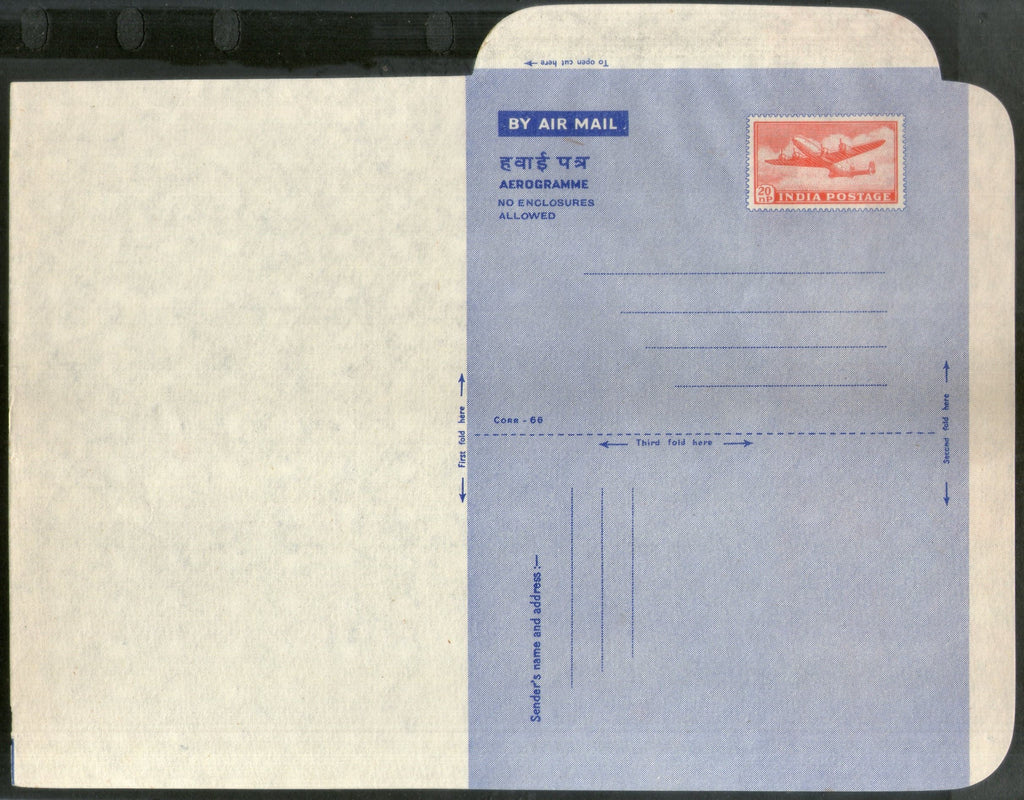 To open cut here
BY AIR MAIL
हवाई पत्र
AEROGRAMME
NO ENCLOSURES
ALLOWED
20
nP
INDIA POSTAGE
CORR - 66
First fold here
Third fold here
Second fold here
Sender's name and address:—